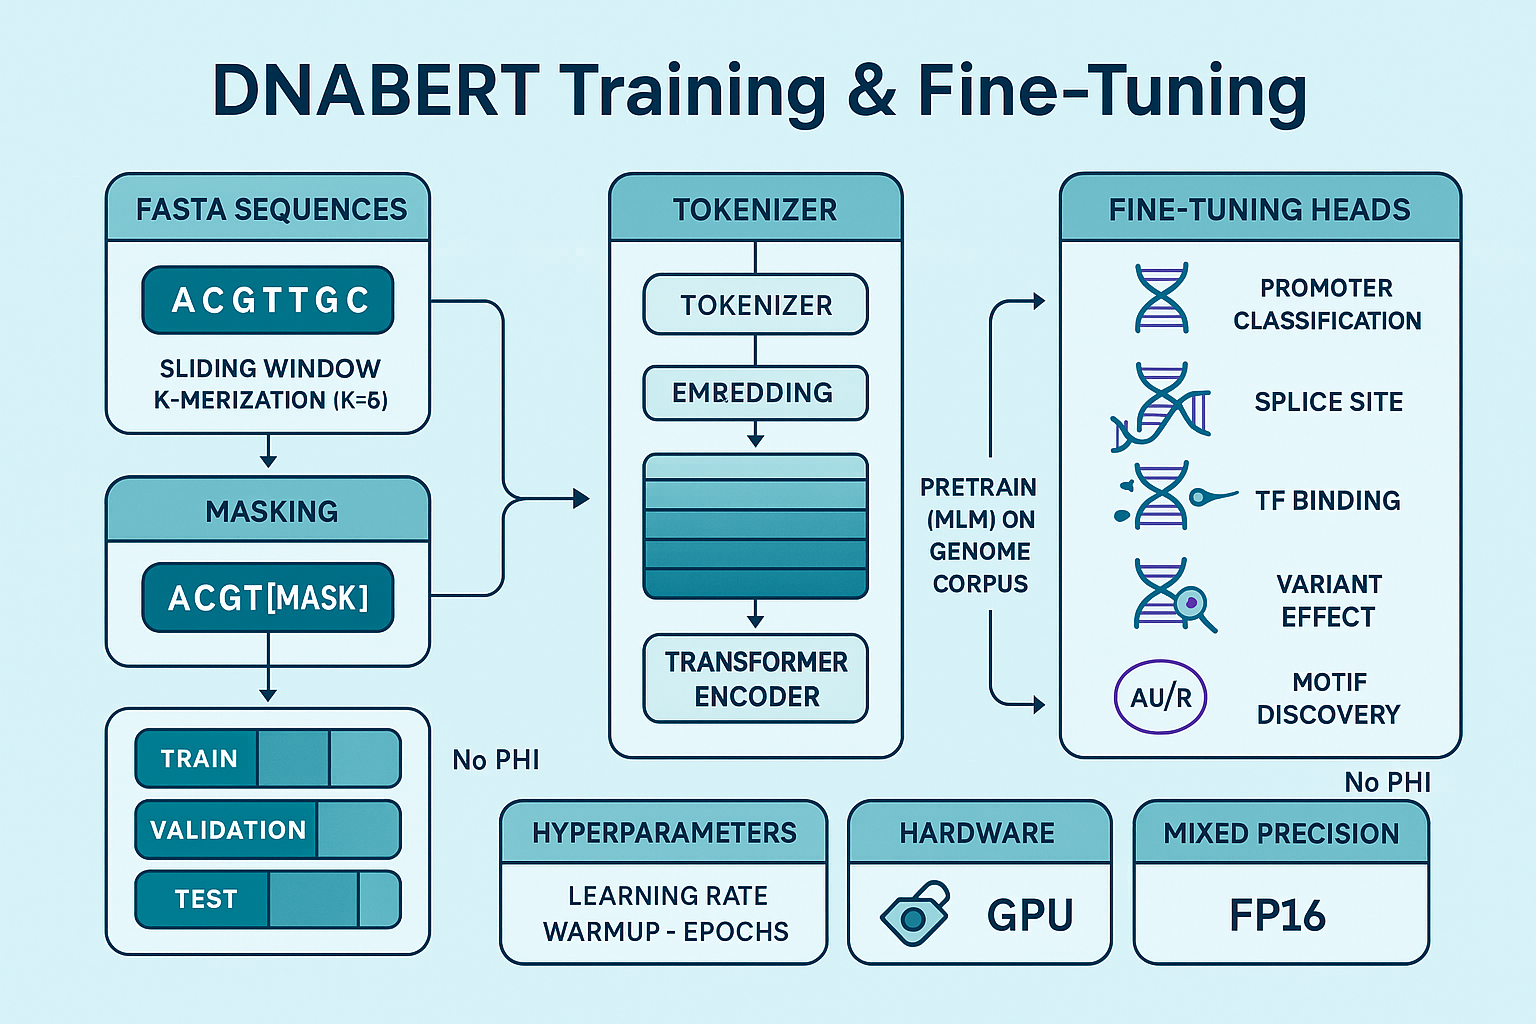 DNABERT Training & Fine-Tuning
FASTA SEQUENCES
ACGTTGC
SLIDING WINDOW
K-MERIZATION (K=6)
MASKING
ACGT[MASK]
TRAIN
VALIDATION
TEST
No PHI
TOKENIZER
TOKENIZER
EMBEDDING
TRANSFORMER
ENCODER
PRETRAIN
(MLM) ON
GENOME
CORPUS
FINE-TUNING HEADS
PROMOTER
CLASSIFICATION
SPLICE SITE
TF BINDING
VARIANT
EFFECT
AU/R
MOTIF
DISCOVERY
No PHI
HYPERPARAMETERS
LEARNING RATE
WARMUP - EPOCHS
HARDWARE
GPU
MIXED PRECISION
FP16